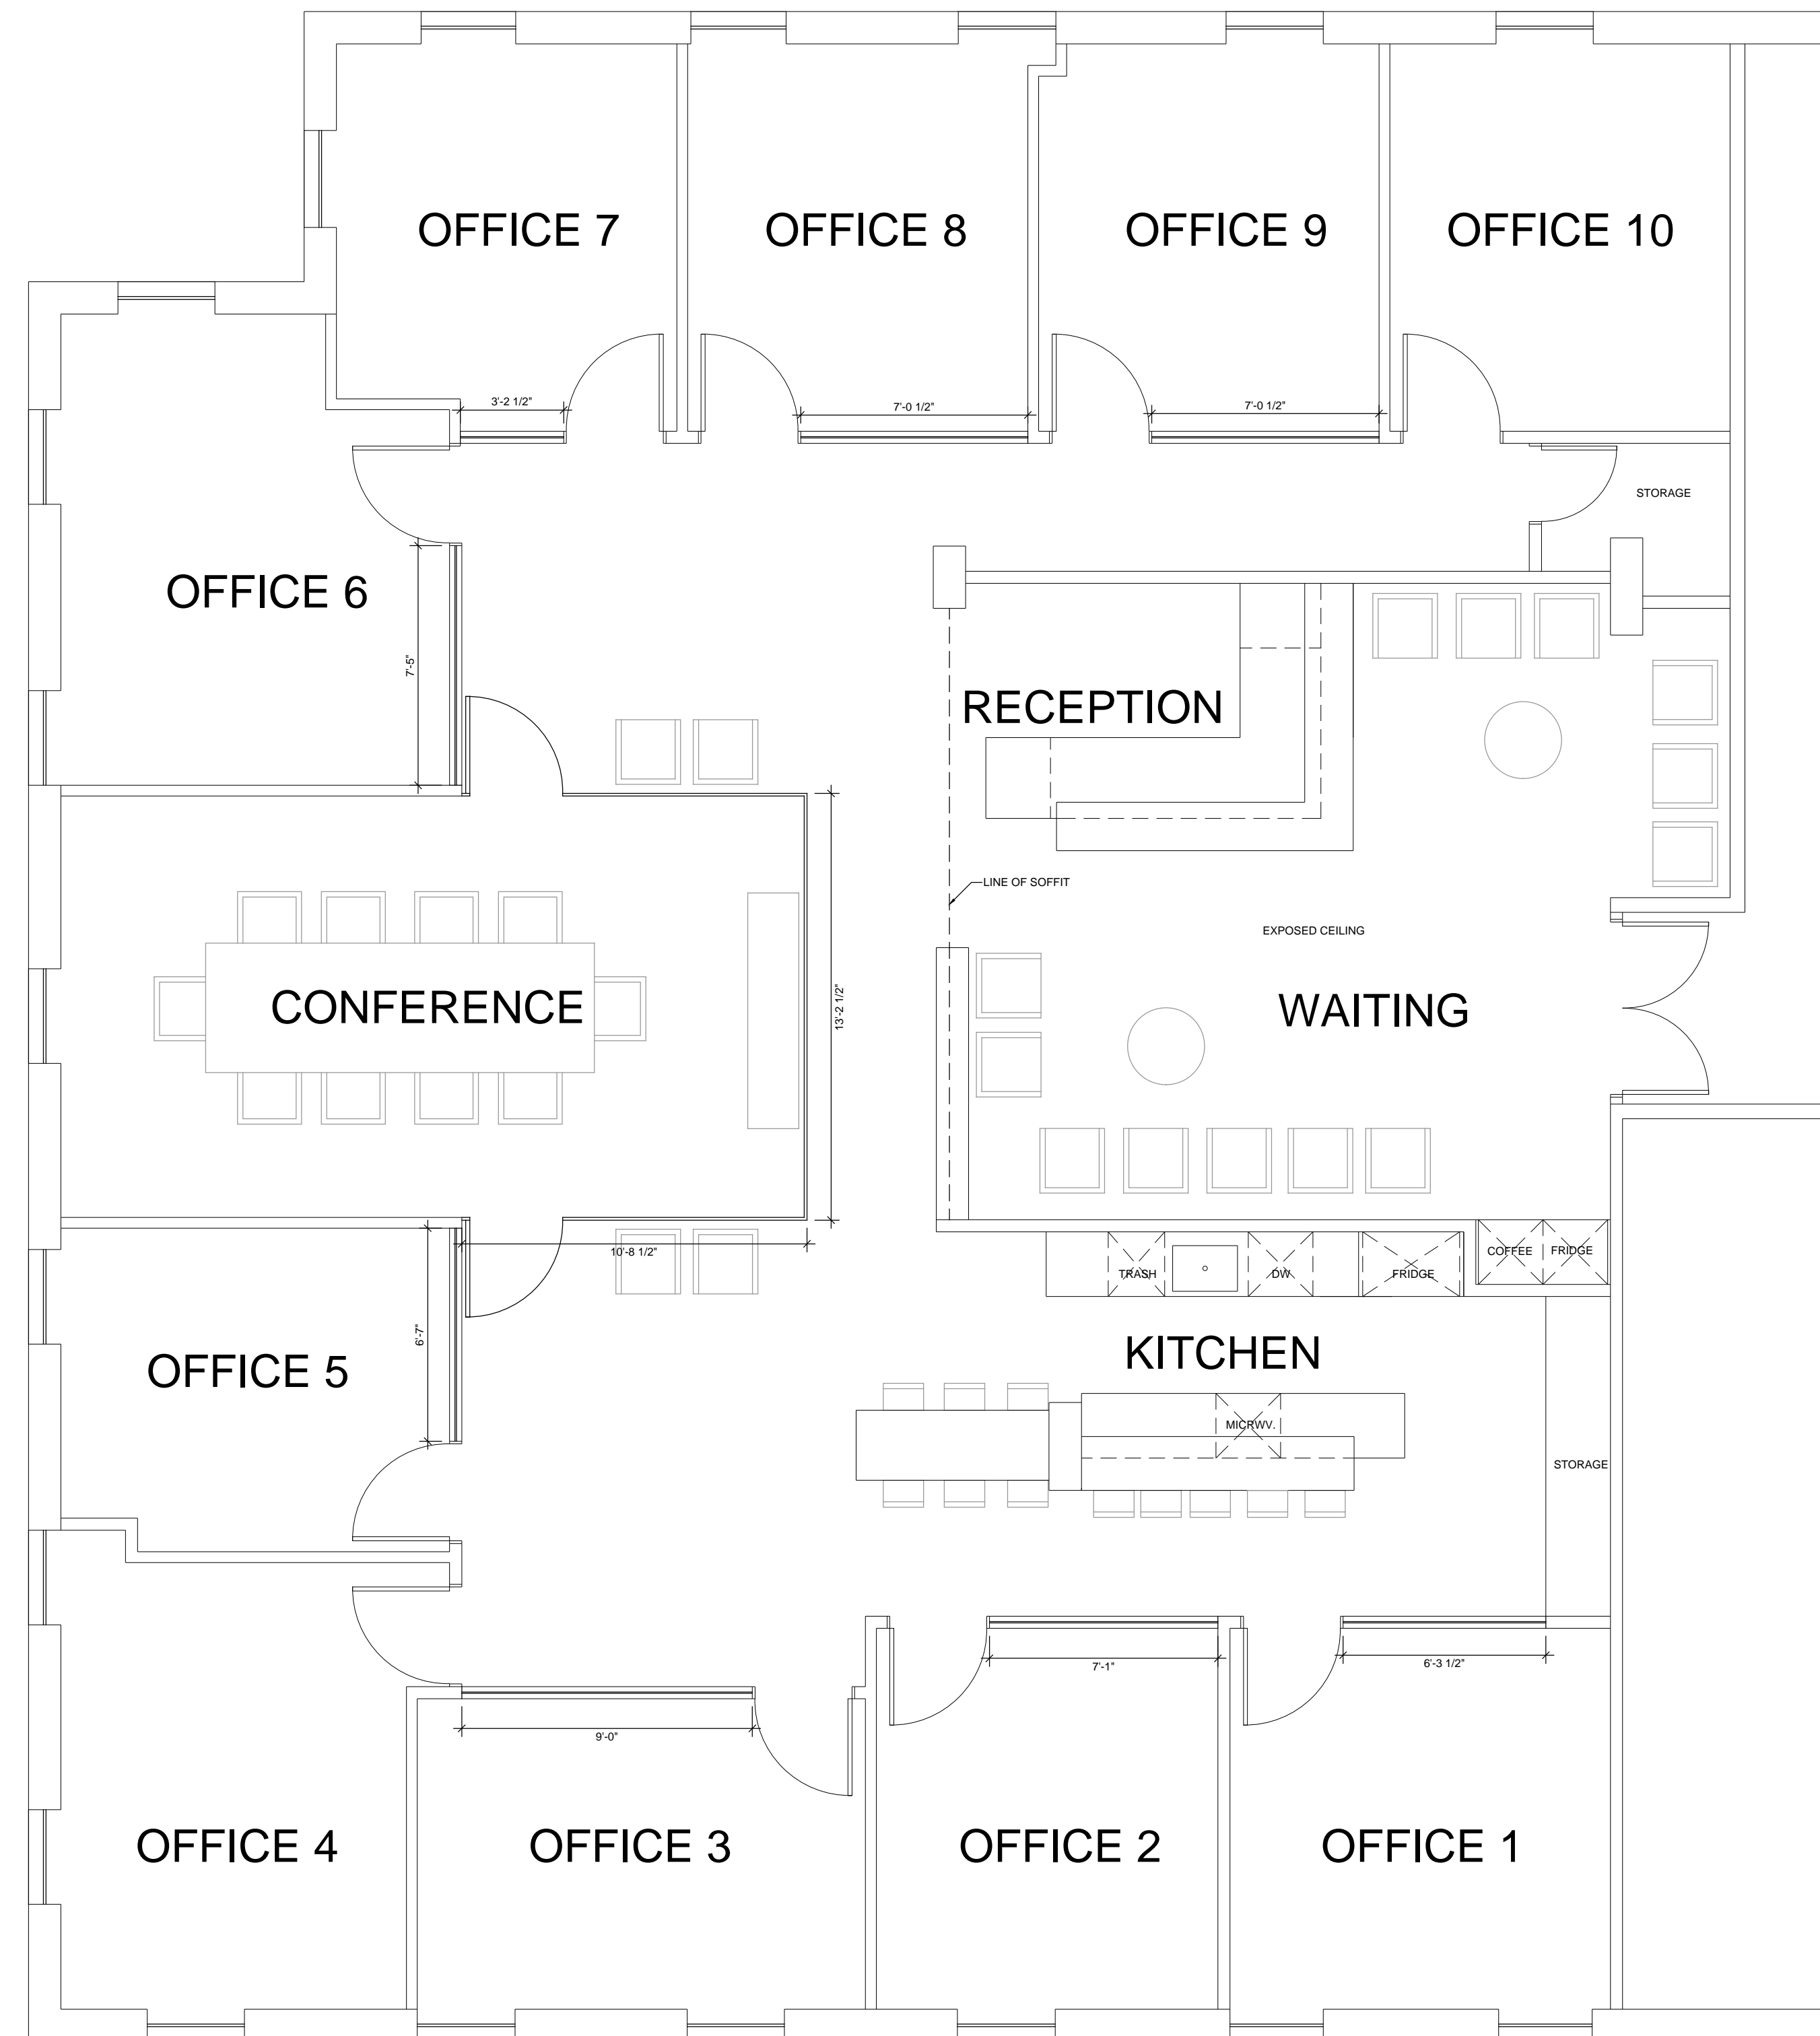 OFFICE 7
OFFICE 8
OFFICE 9
OFFICE 10
3'-2 1/2"
7'-0 1/2"
7'-0 1/2"
STORAGE
OFFICE 6
7'-5"
RECEPTION
LINE OF SOFFIT
EXPOSED CEILING
CONFERENCE
13'-2 1/2"
WAITING
10'-8 1/2"
TRASH
DW
FRIDGE
COFFEE
FRIDGE
6'-7"
KITCHEN
OFFICE 5
MICRWV.
STORAGE
7'-1"
6'-3 1/2"
9'-0"
OFFICE 4
OFFICE 3
OFFICE 2
OFFICE 1